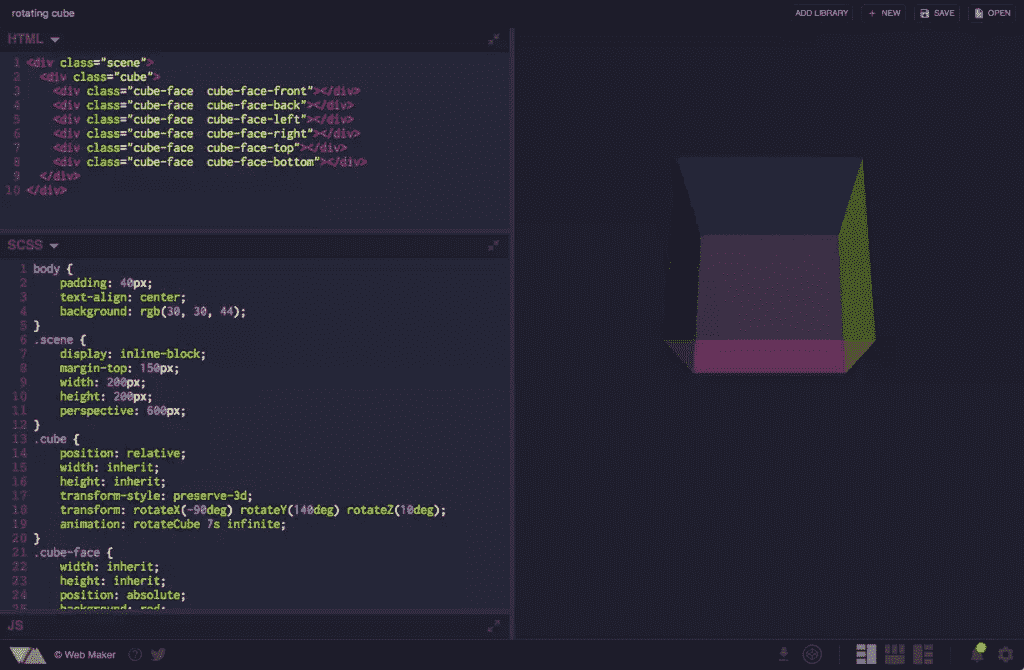 rotating cube
ADD LIBRARY + NEW SAVE OPEN
HTML
1 <div class="scene">
2 <div class="cube">
3 <div class="cube-face cube-face-front"></div>
4 <div class="cube-face cube-face-back"></div>
5 <div class="cube-face cube-face-left"></div>
6 <div class="cube-face cube-face-right"></div>
7 <div class="cube-face cube-face-top"></div>
8 <div class="cube-face cube-face-bottom"></div>
9 </div>
10 </div>
SCSS
1 body {
2 padding: 40px;
3 text-align: center;
4 background: rgb(30, 30, 44);
5 }
6 .scene {
7 display: inline-block;
8 margin-top: 150px;
9 width: 200px;
10 height: 200px;
11 perspective: 600px;
12 }
13 .cube {
14 position: relative;
15 width: inherit;
16 height: inherit;
17 transform-style: preserve-3d;
18 transform: rotateX(-90deg) rotateY(140deg) rotateZ(10deg);
19 animation: rotateCube 7s infinite;
20 }
21 .cube-face {
22 width: inherit;
23 height: inherit;
24 position: absolute;
25 background: red;
JS
© Web Maker ?